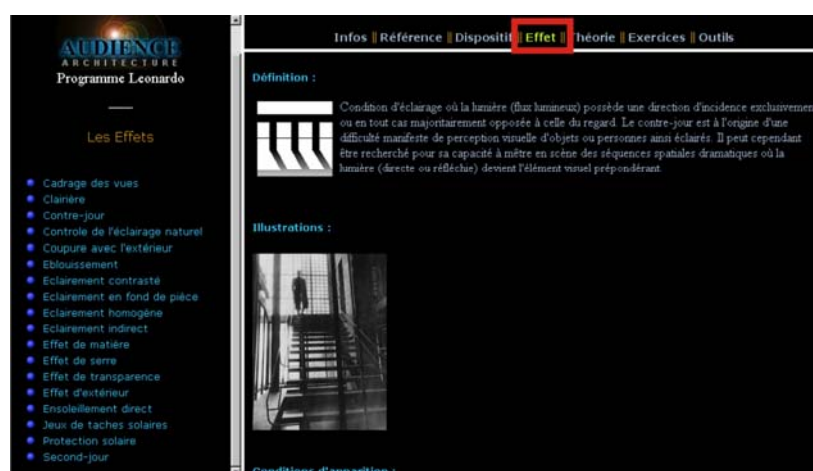 AUDIENCE
ARCHITECTURE
Programme Leonardo
Les Effets
Cadrage des vues
Clairière
Contre-jour
Controle de l'éclairage naturel
Coupure avec l'extérieur
Eblouissement
Eclairement contrasté
Eclairement en fond de pièce
Eclairement homogène
Eclairement indirect
Effet de matière
Effet de serre
Effet de transparence
Effet d'extérieur
Ensoleillement direct
Jeux de taches solaires
Protection solaire
Second-jour
Infos || Référence || Dispositif || Effet || Théorie || Exercices || Outils
Définition :
Condition d'éclairage où la lumière (flux lumineux) possède une direction d'incidence exclusivemen
ou en tout cas majoritairement opposée à celle du regard. Le contre-jour est à l'origine d'une
difficulté manifeste de perception visuelle d'objets ou personnes ainsi éclairés. Il peut cependant
être recherché pour sa capacité à mêtre en scène des séquences spatiales dramatiques où la
lumière (directe ou réfléchie) devient l'élément visuel prépondérant.
Illustrations :
Conditions d'apparition :